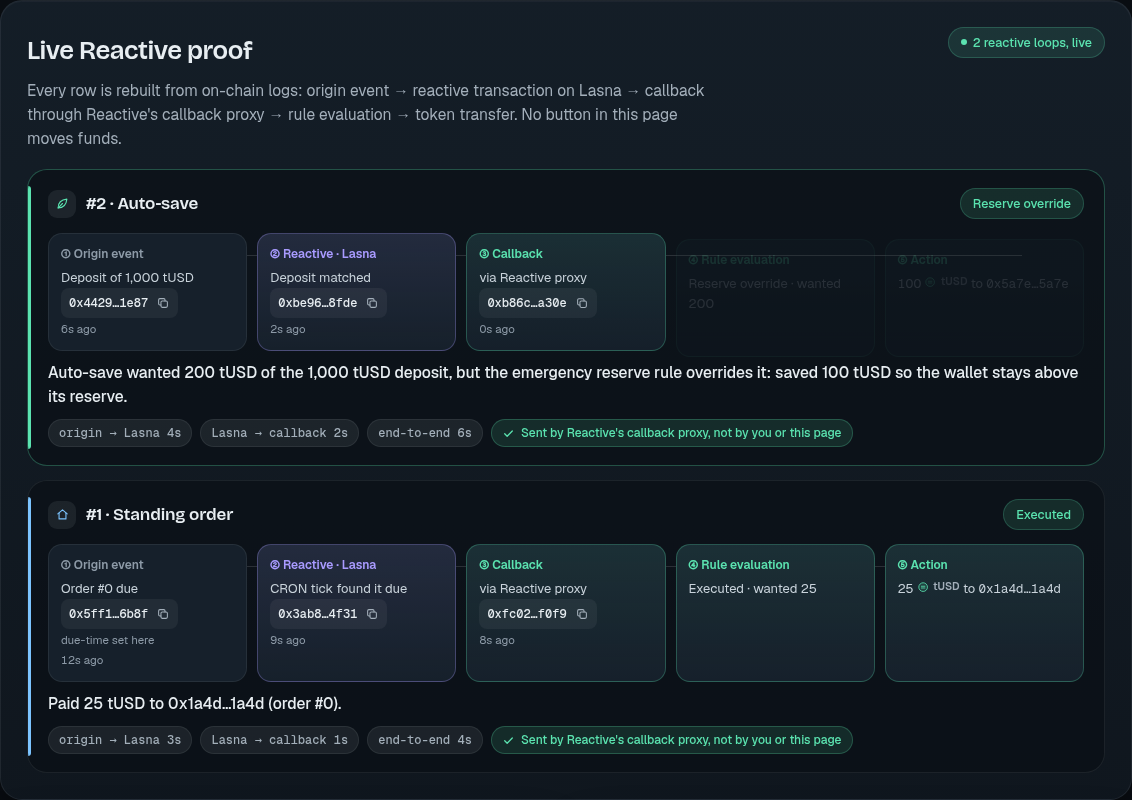 Live Reactive proof
2 reactive loops, live
Every row is rebuilt from on-chain logs: origin event → reactive transaction on Lasna → callback
through Reactive's callback proxy → rule evaluation → token transfer. No button in this page
moves funds.
#2 · Auto-save
Reserve override
① Origin event
Deposit of 1,000 tUSD
0x4429…1e87
6s ago
② Reactive · Lasna
Deposit matched
0xbe96…8fde
2s ago
③ Callback
via Reactive proxy
0xb86c…a30e
0s ago
④ Rule evaluation
Reserve override · wanted
200
⑤ Action
100 tUSD to 0x5a7e…5a7e
Auto-save wanted 200 tUSD of the 1,000 tUSD deposit, but the emergency reserve rule overrides it: saved 100 tUSD so the wallet stays above
its reserve.
origin → Lasna 4s
Lasna → callback 2s
end-to-end 6s
Sent by Reactive's callback proxy, not by you or this page
#1 · Standing order
Executed
① Origin event
Order #0 due
0x5ff1…6b8f
due-time set here
12s ago
② Reactive · Lasna
CRON tick found it due
0x3ab8…4f31
9s ago
③ Callback
via Reactive proxy
0xfc02…f0f9
8s ago
④ Rule evaluation
Executed · wanted 25
⑤ Action
25 tUSD to 0x1a4d…1a4d
Paid 25 tUSD to 0x1a4d…1a4d (order #0).
origin → Lasna 3s
Lasna → callback 1s
end-to-end 4s
Sent by Reactive's callback proxy, not by you or this page